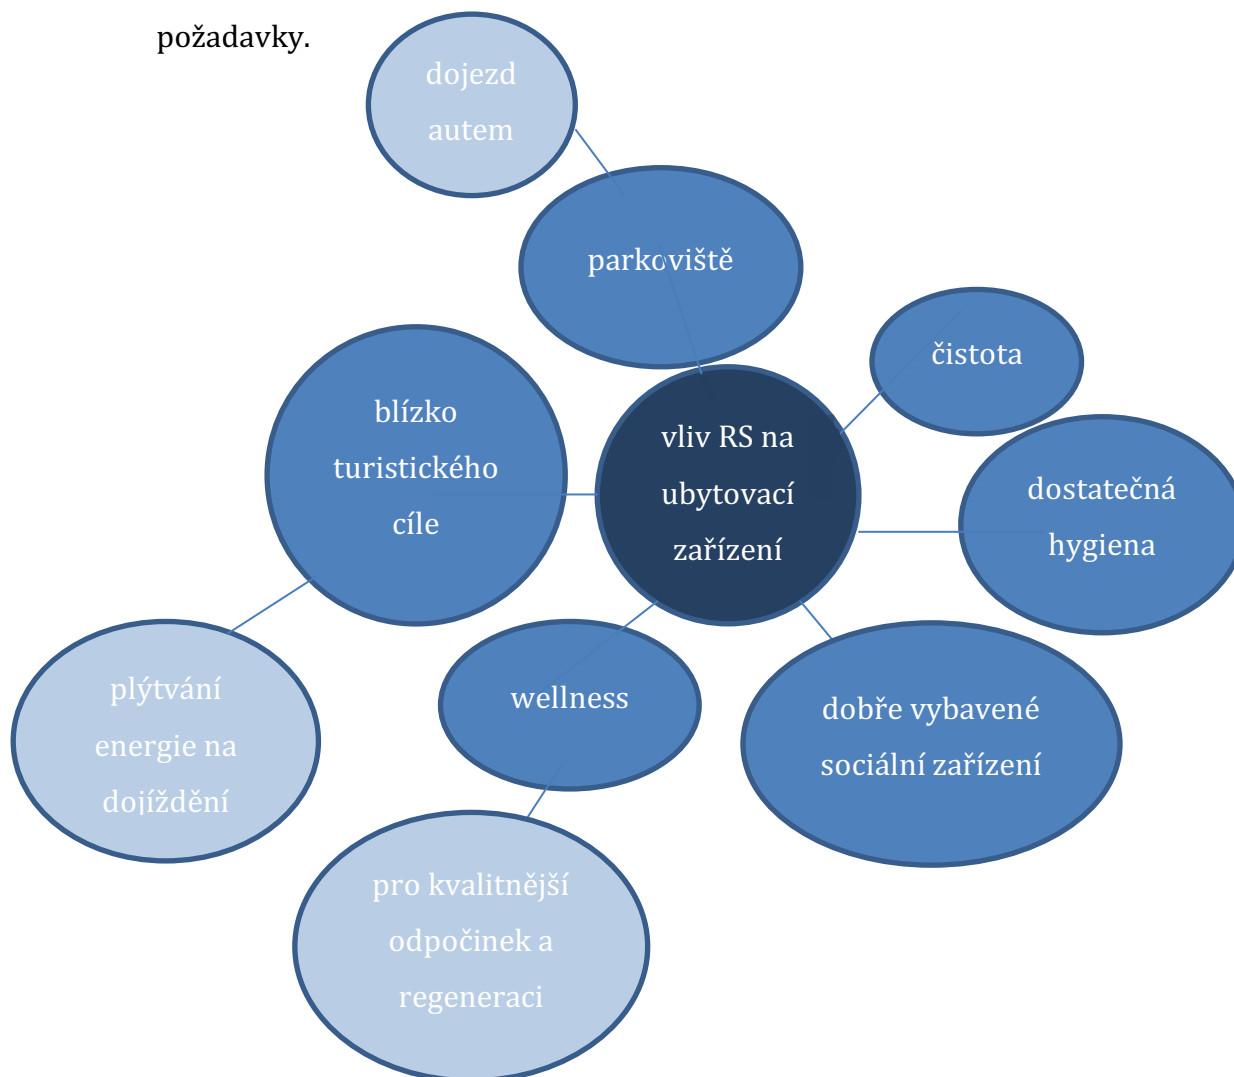 požadavky.
dojezd
autem
parkoviště
čistota
blízko
turistického
cíle
vliv RS na
ubytovací
zařízení
dostatečná
hygiena
plýtvání
energie na
dojíždění
wellness
dobře vybavené
sociální zařízení
pro kvalitnější
odpočinek a
regeneraci